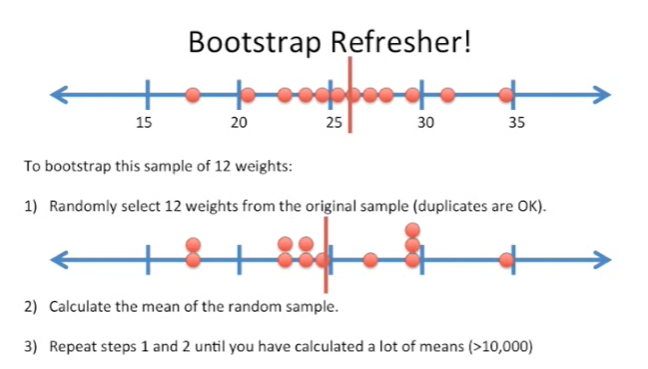 Bootstrap Refresher!
15 20 25 30 35
To bootstrap this sample of 12 weights:
1) Randomly select 12 weights from the original sample (duplicates are OK).
2) Calculate the mean of the random sample.
3) Repeat steps 1 and 2 until you have calculated a lot of means (>10,000)